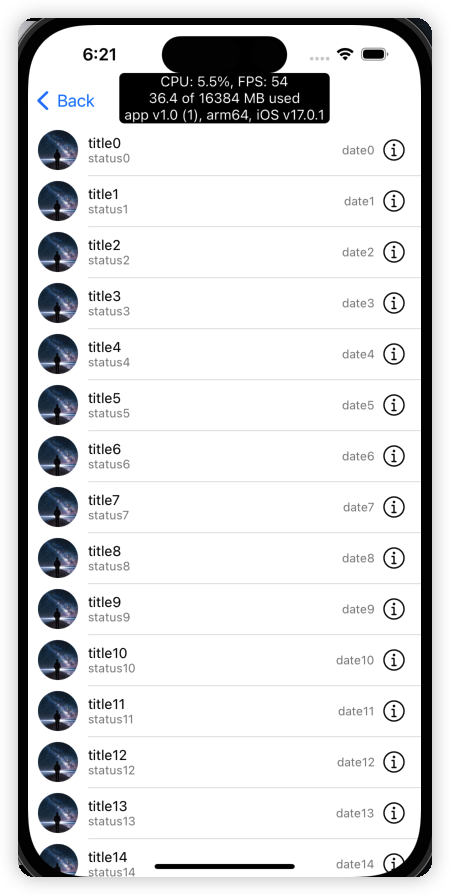 6:21
CPU: 5.5%, FPS: 54
Back
36.4 of 16384 MB used
app v1.0 (1), arm64, iOS v17.0.1
title0
status0
date0
title1
status1
date1
title2
status2
date2
title3
status3
date3
title4
status4
date4
title5
status5
date5
title6
status6
date6
title7
status7
date7
title8
status8
date8
title9
status9
date9
title10
status10
date10
title11
status11
date11
title12
status12
date12
title13
status13
date13
title14
status14
date14